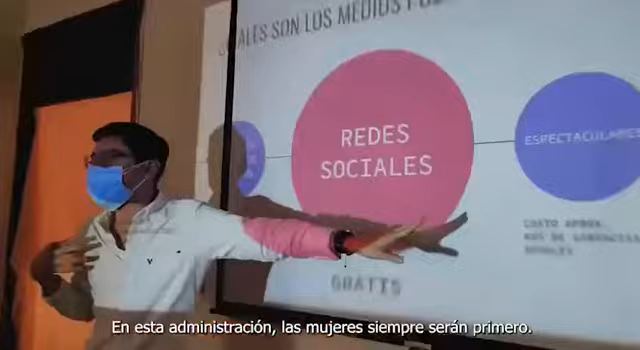 ALES SON LOS MEDIOS
REDES
SOCIALES
ESPECTACULARES
COSTO APROX.
GRATIS
En esta administración, las mujeres siempre serán primero.